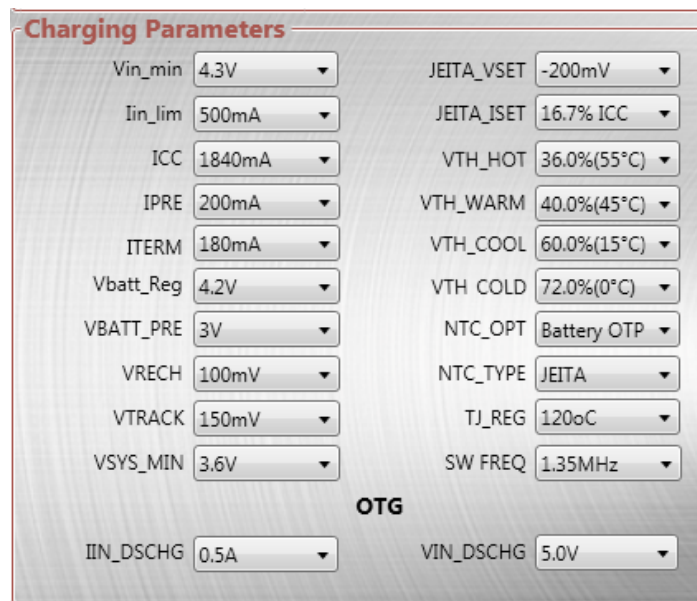 Charging Parameters
Vin_min 4.3V JEITA_VSET -200mV
Iin_lim 500mA JEITA_ISET 16.7% ICC
ICC 1840mA VTH_HOT 36.0%(55°C)
IPRE 200mA VTH_WARM 40.0%(45°C)
ITERM 180mA VTH_COOL 60.0%(15°C)
Vbatt_Reg 4.2V VTH COLD 72.0%(0°C)
VBATT_PRE 3V NTC_OPT Battery OTP
VRECH 100mV NTC_TYPE JEITA
VTRACK 150mV TJ_REG 120oC
VSYS_MIN 3.6V SW FREQ 1.35MHz
OTG
IIN_DSCHG 0.5A VIN_DSCHG 5.0V